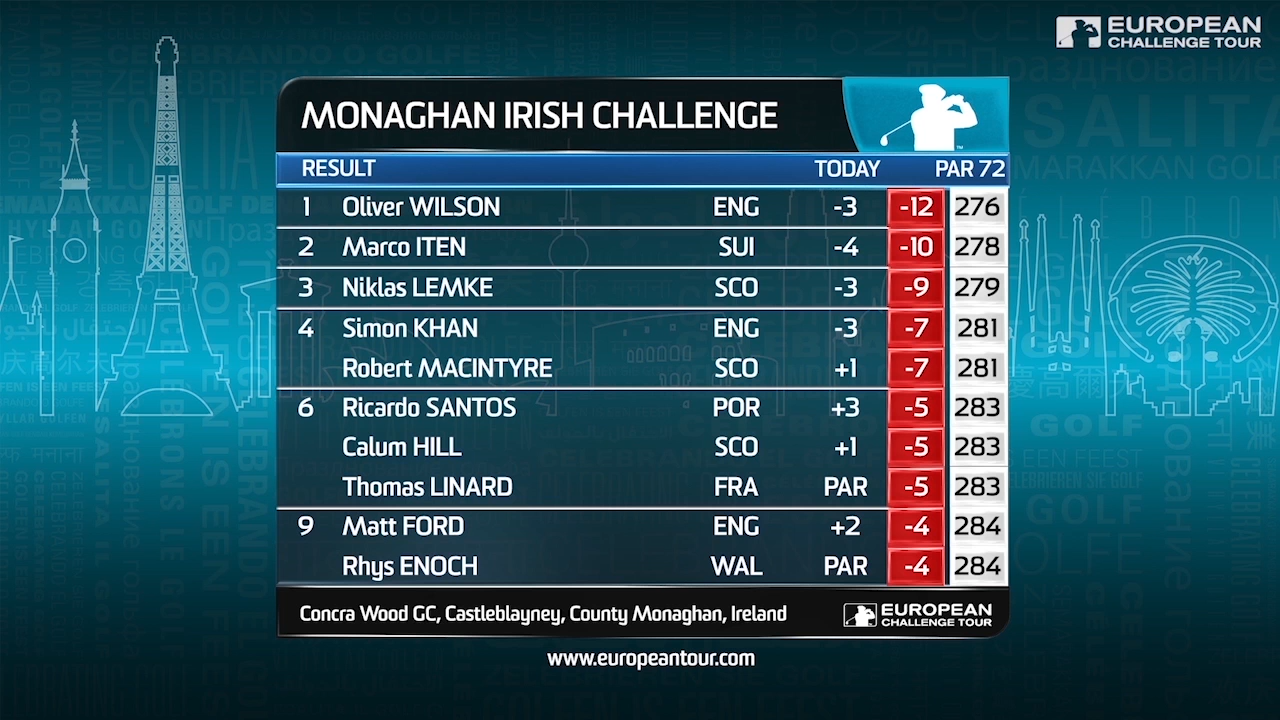 EUROPEAN
CHALLENGE TOUR
MONAGHAN IRISH CHALLENGE
RESULT TODAY PAR 72
1 Oliver WILSON ENG -3 -12 276
2 Marco ITEN SUI -4 -10 278
3 Niklas LEMKE SCO -3 -9 279
4 Simon KHAN ENG -3 -7 281
Robert MACINTYRE SCO +1 -7 281
6 Ricardo SANTOS POR +3 -5 283
Calum HILL SCO +1 -5 283
Thomas LINARD FRA PAR -5 283
9 Matt FORD ENG +2 -4 284
Rhys ENOCH WAL PAR -4 284
Concra Wood GC, Castleblayney, County Monaghan, Ireland
EUROPEAN
CHALLENGE TOUR
www.europeantour.com